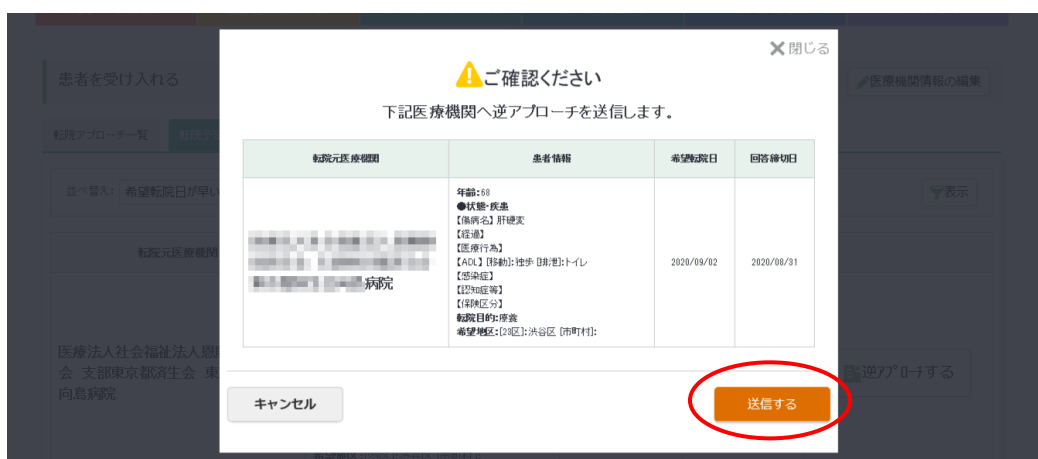 ✕閉じる
患者を受け入れる
医療機関情報の編集
ご確認ください
下記医療機関へ逆アプローチを送信します。
転院アプローチ一覧
転院元医療機関
患者情報
希望転院日
回答締切日
並べ替え: 希望転院日が早い
表示
年齢:68
●状態・疾患
【傷病名】肝硬変
【経過】
【医療行為】
【ADL】[移動]:独歩 [排泄]:トイレ
【感染症】
【認知症等】
【保険区分】
転院目的:療養
希望地区:[23区]:渋谷区 [市町村]:
病院
2020/09/02
2020/08/31
転院元医療機関
医療法人社会福祉法人恩
会 支部東京都済生会 東
向島病院
逆アプローチする
キャンセル
送信する